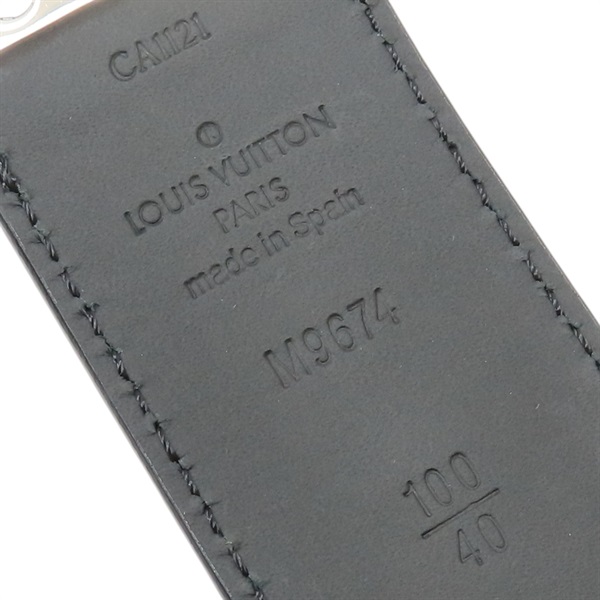 CA1121
LOUIS VUITTON
PARIS
made in Spain
M9674
100
40